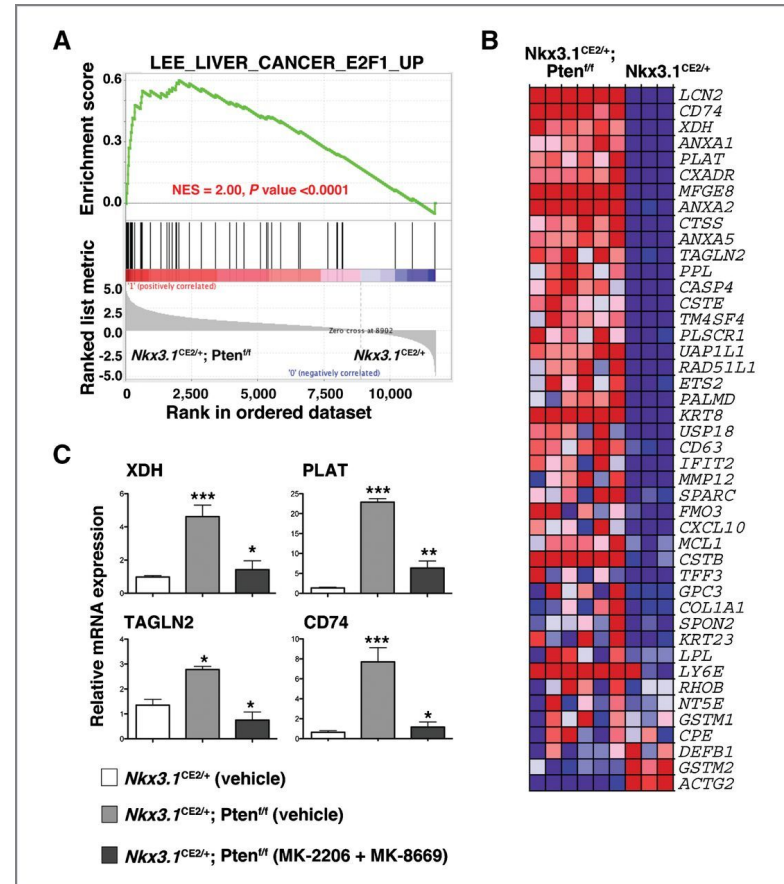 A
LEE_LIVER_CANCER_E2F1_UP
Enrichment score
0.6
0.3
0.0
NES = 2.00, P value <0.0001
Ranked list metric
5.0
2.5
0.0
-2.5
-5.0
'1' (positively correlated)
Zero cross at 8902
Nkx3.1CE2/+; Ptenf/f
Nkx3.1CE2/+
'0' (negatively correlated)
0 2,500 5,000 7,500 10,000
Rank in ordered dataset
B
Nkx3.1CE2/+;
Ptenf/f
Nkx3.1CE2/+
LCN2
CD74
XDH
ANXA1
PLAT
CXADR
MFGE8
ANXA2
CTSS
ANXA5
TAGLN2
PPL
CASP4
CSTE
TM4SF4
PLSCR1
UAP1L1
RAD51L1
ETS2
PALMD
KRT8
USP18
CD63
IFIT2
MMP12
SPARC
FMO3
CXCL10
MCL1
CSTB
TFF3
GPC3
COL1A1
SPON2
KRT23
LPL
LY6E
RHOB
NT5E
GSTM1
CPE
DEFB1
GSTM2
ACTG2
C
Relative mRNA expression
XDH
6
4
2
0
***
*
PLAT
25
20
15
10
5
0
***
**
TAGLN2
4
3
2
1
0
*
*
CD74
10
8
6
4
2
0
***
*
Nkx3.1CE2/+ (vehicle)
Nkx3.1CE2/+; Ptenf/f (vehicle)
Nkx3.1CE2/+; Ptenf/f (MK-2206 + MK-8669)